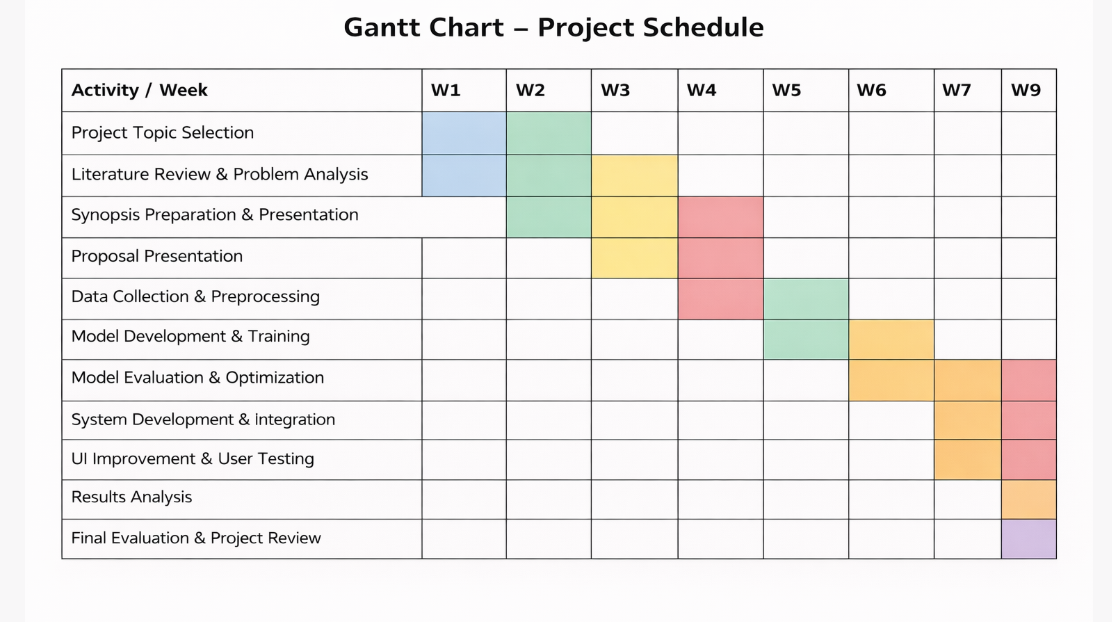 Gantt Chart – Project Schedule
Activity / Week W1 W2 W3 W4 W5 W6 W7 W9
Project Topic Selection
Literature Review & Problem Analysis
Synopsis Preparation & Presentation
Proposal Presentation
Data Collection & Preprocessing
Model Development & Training
Model Evaluation & Optimization
System Development & Integration
UI Improvement & User Testing
Results Analysis
Final Evaluation & Project Review